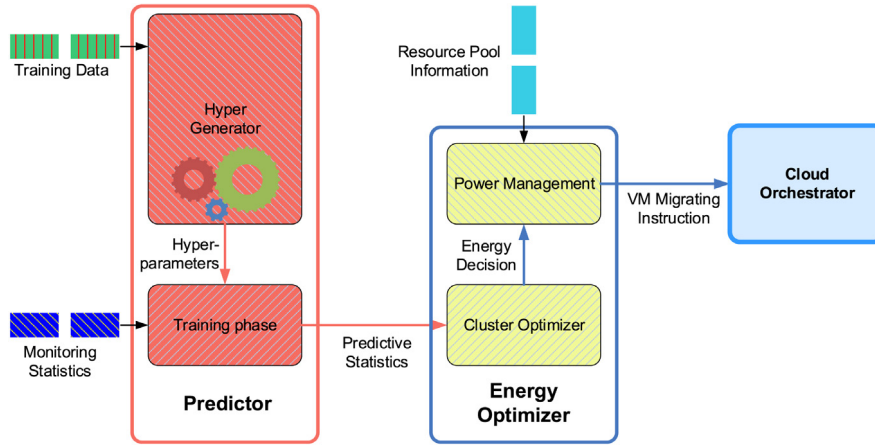 Training Data
Hyper
Generator
Hyper-
parameters
Training phase
Monitoring
Statistics
Predictor
Predictive
Statistics
Resource Pool
Information
Power Management
Energy
Decision
Cluster Optimizer
Energy
Optimizer
VM Migrating
Instruction
Cloud
Orchestrator